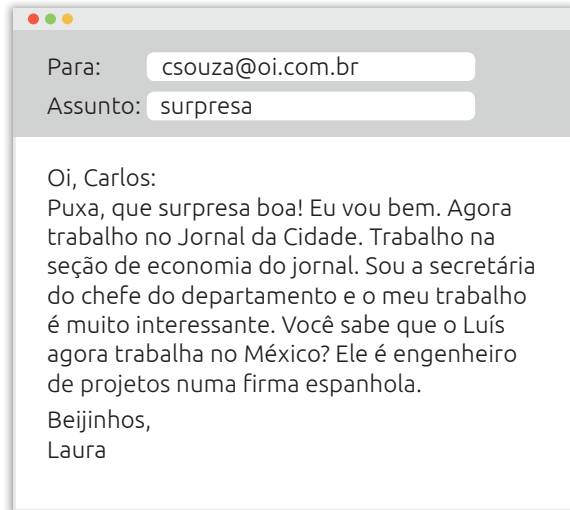 Para: csouza@oi.com.br
Assunto: surpresa
Oi, Carlos:
Puxa, que surpresa boa! Eu vou bem. Agora
trabalho no Jornal da Cidade. Trabalho na
seção de economia do jornal. Sou a secretária
do chefe do departamento e o meu trabalho
é muito interessante. Você sabe que o Luís
agora trabalha no México? Ele é engenheiro
de projetos numa firma espanhola.
Beijinhos,
Laura